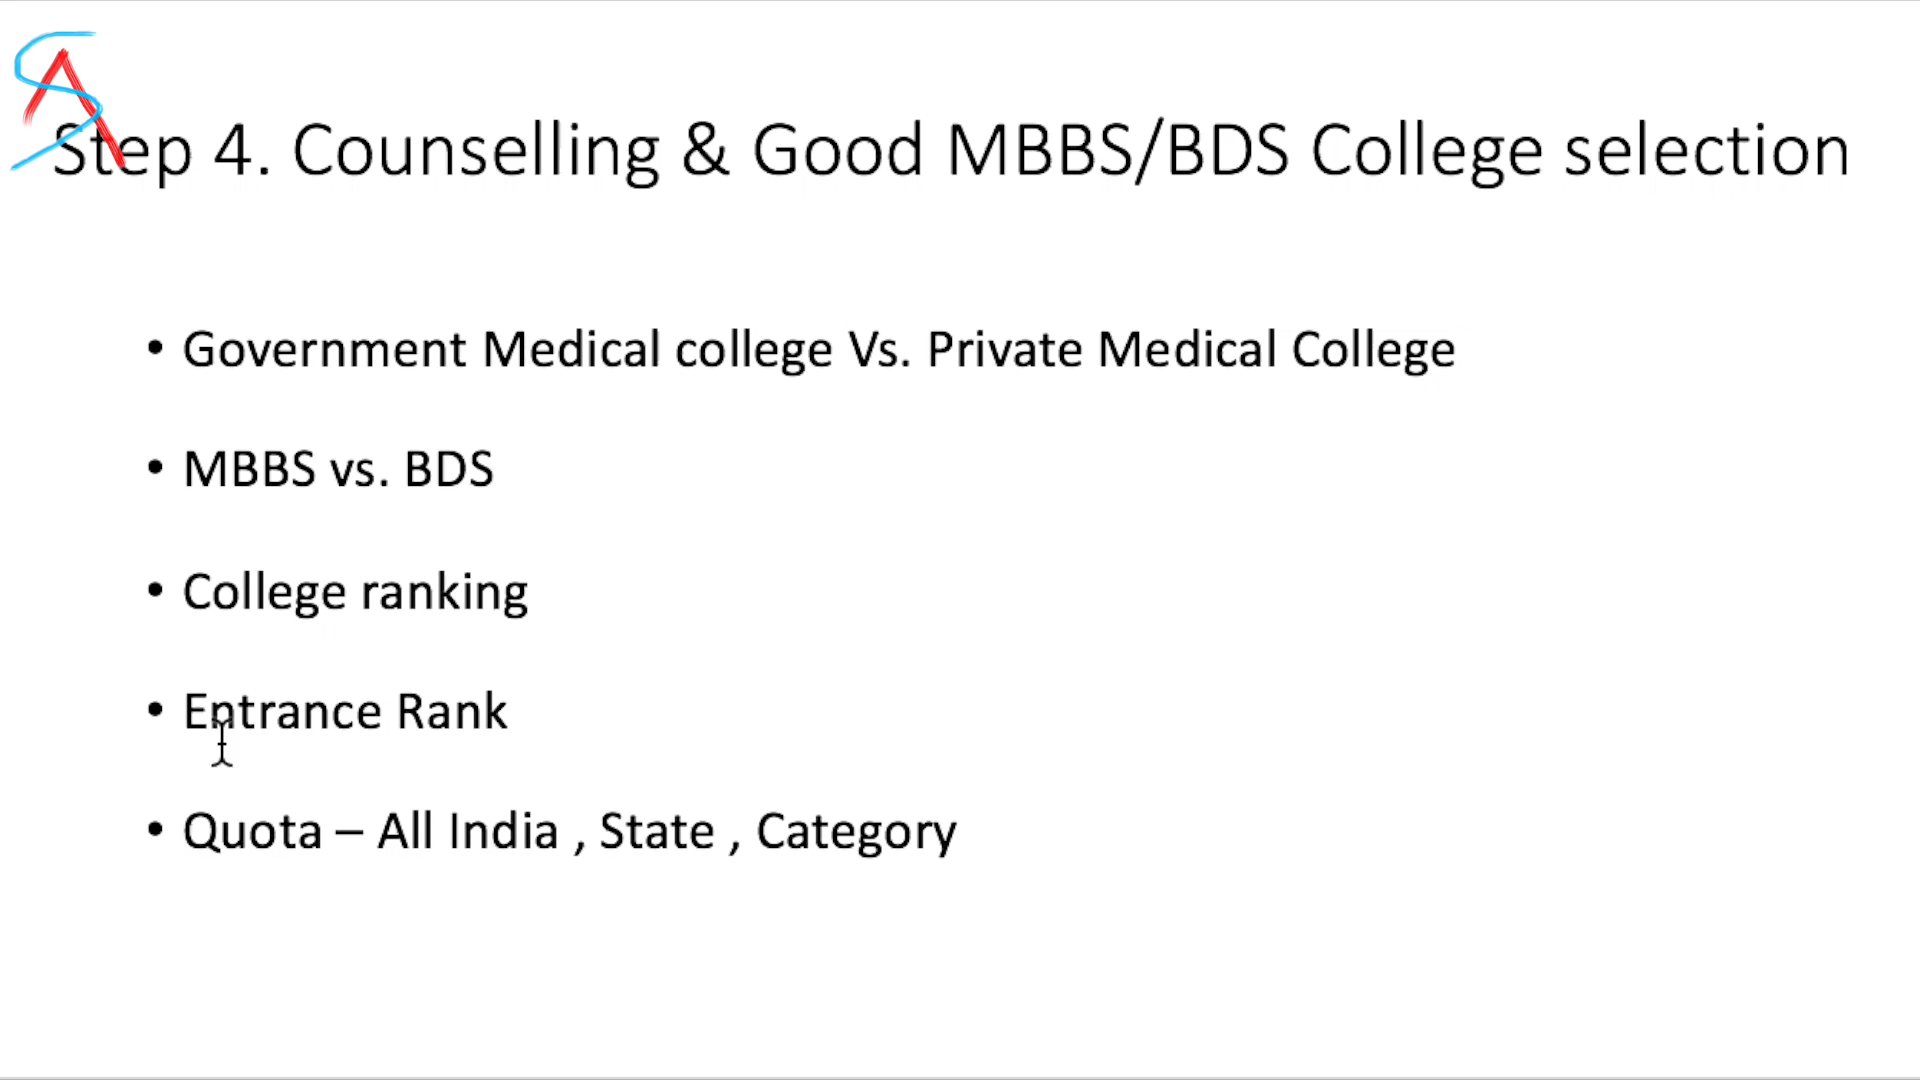 Step 4. Counselling & Good MBBS/BDS College selection
• Government Medical college Vs. Private Medical College
• MBBS vs. BDS
• College ranking
• Entrance Rank
• Quota – All India , State , Category